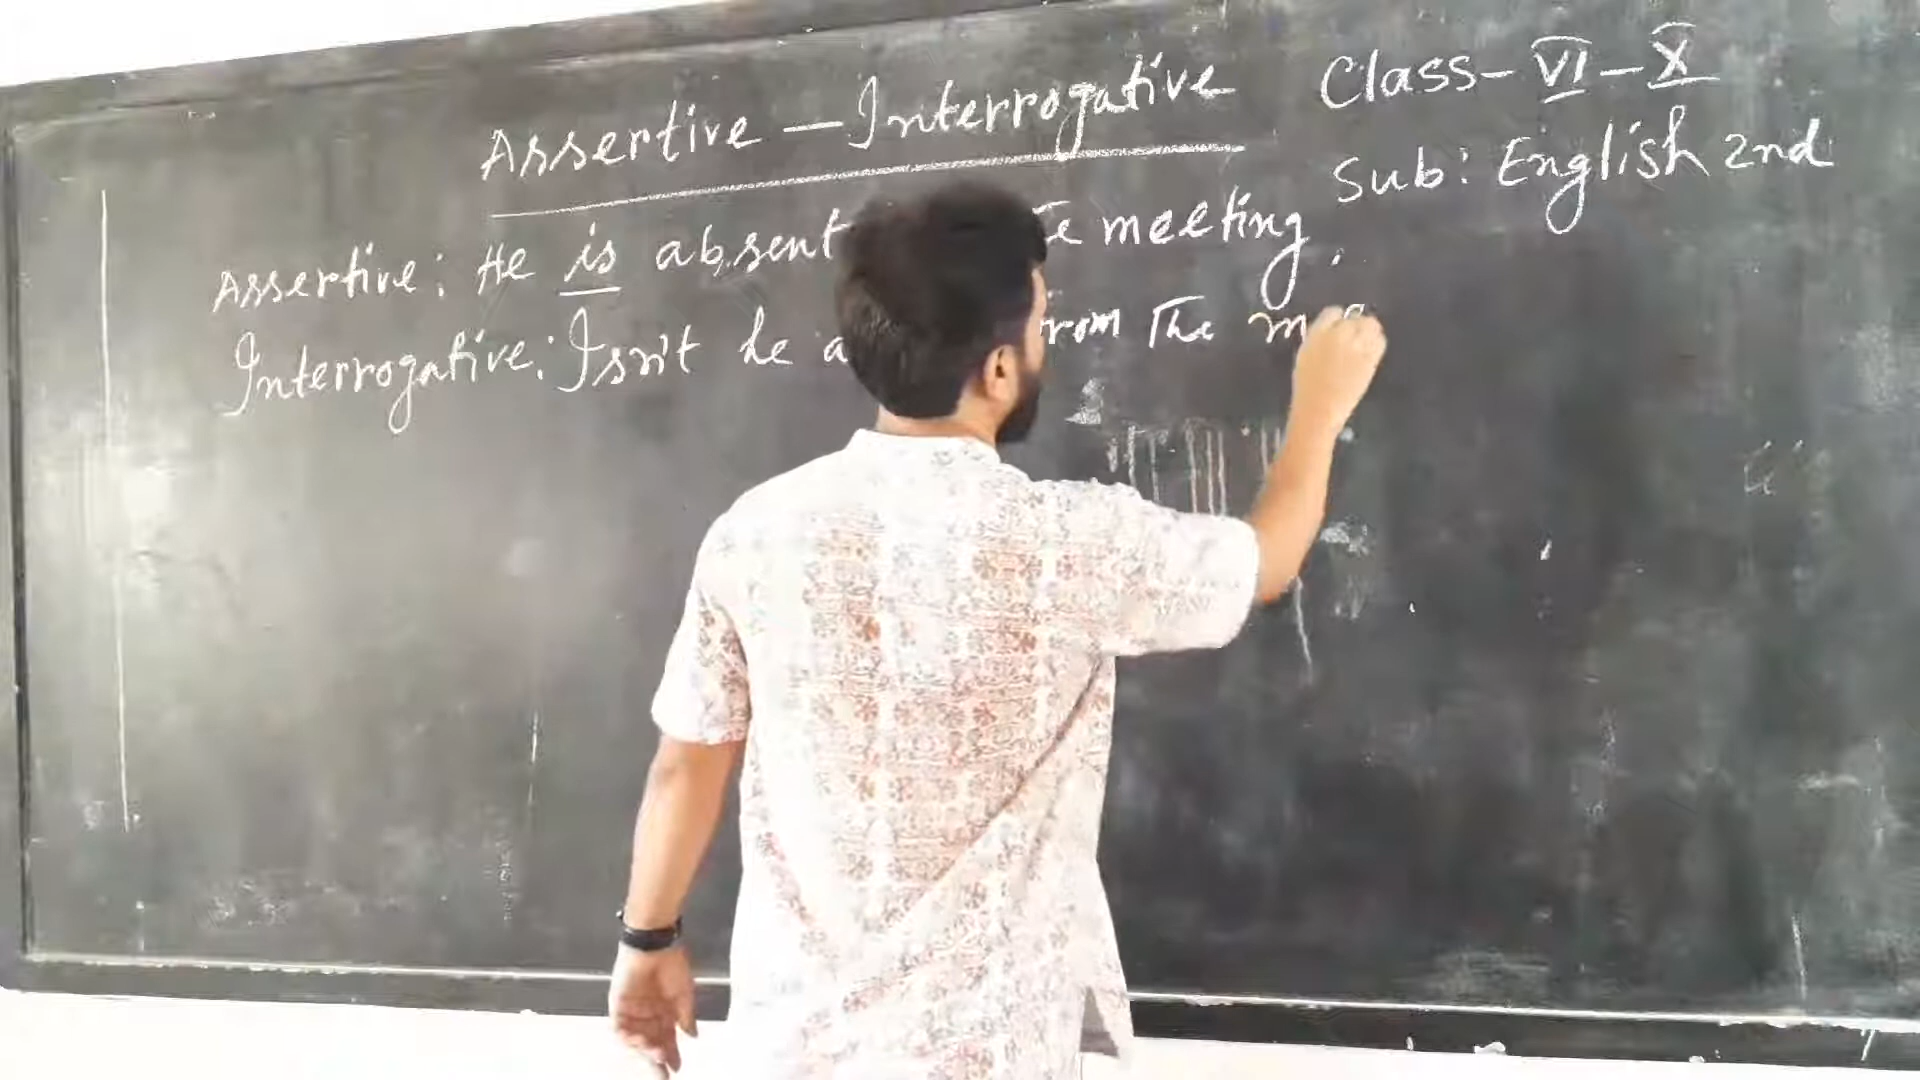 Assertive – Interrogative
Class – VI – X
Sub: English 2nd
Assertive: He is absent meeting.
Interrogative: Isn't he from the